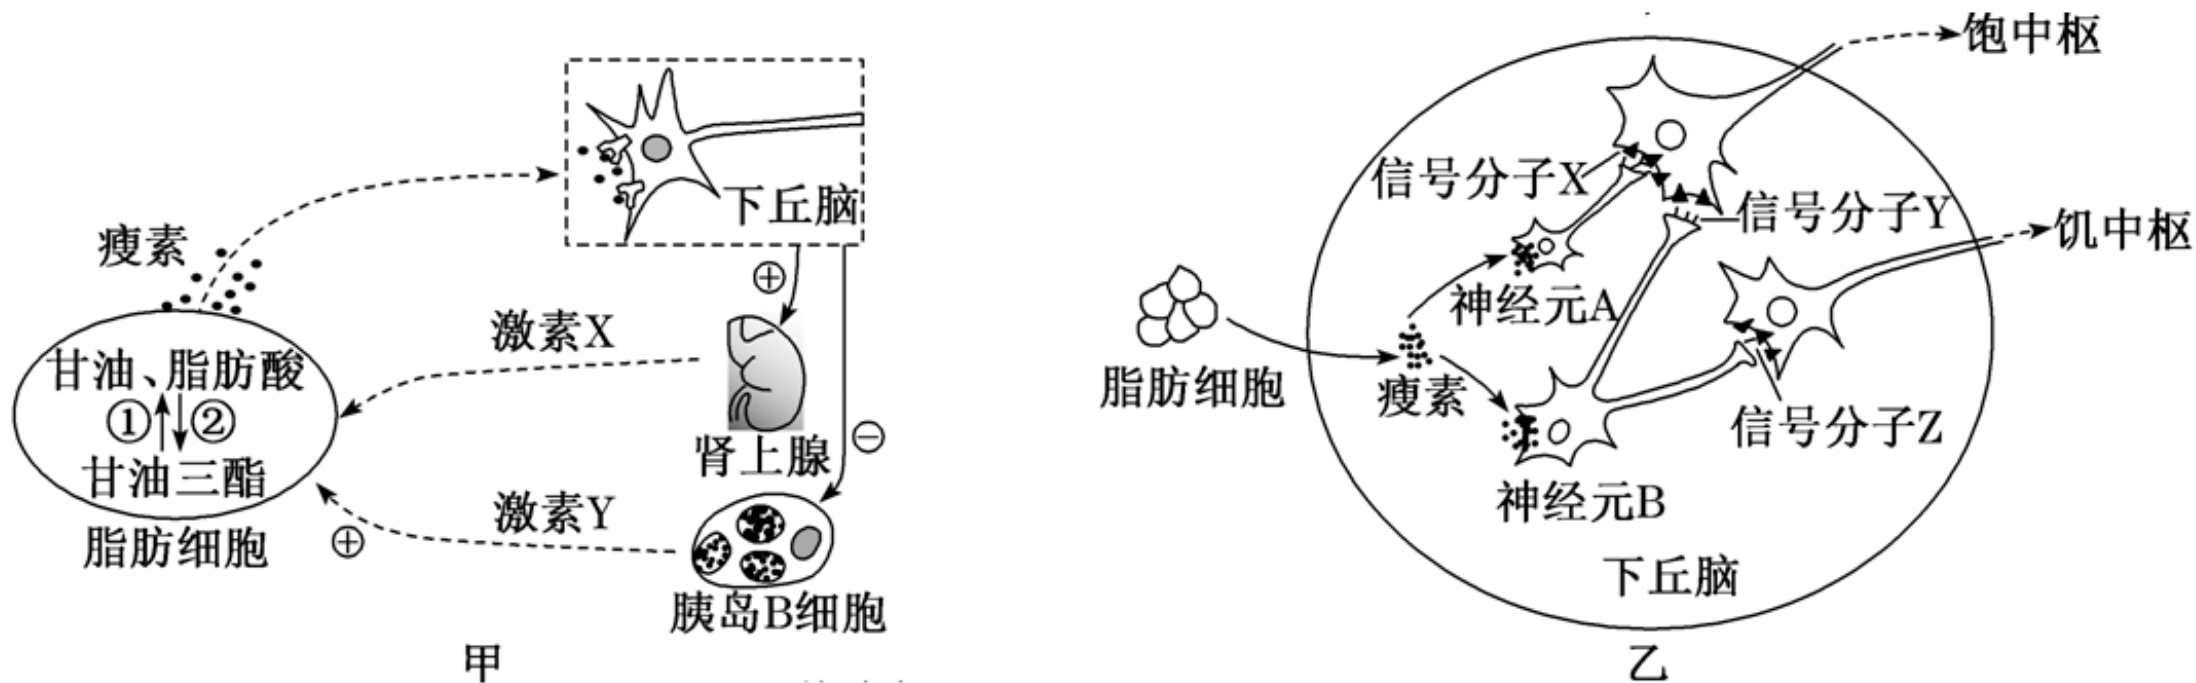 瘦素
下丘脑
⊕
激素X
甘油、脂肪酸
① ②
甘油三酯
脂肪细胞
肾上腺
⊖
激素Y
⊕
胰岛B细胞
甲
饱中枢
信号分子X
信号分子Y
饥中枢
神经元A
脂肪细胞
瘦素
信号分子Z
神经元B
下丘脑
乙